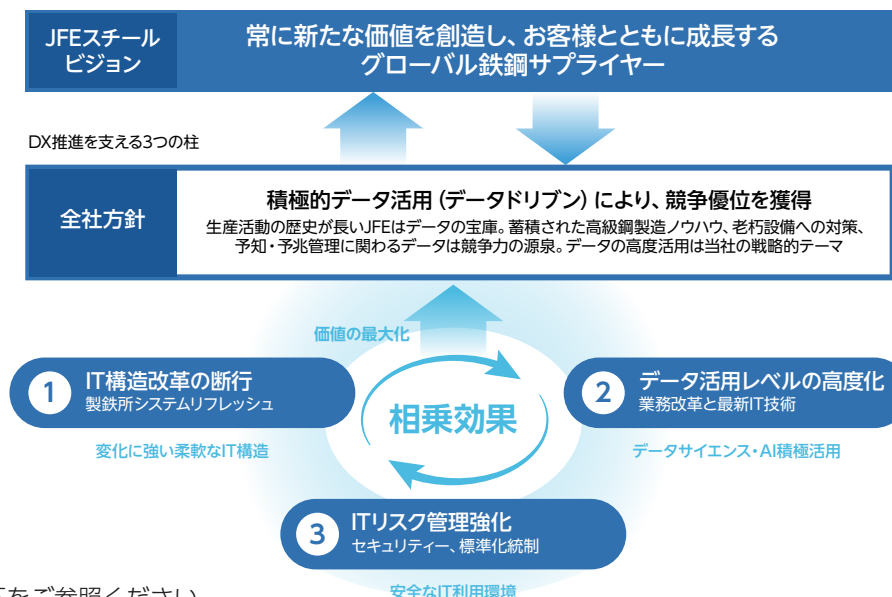 JFEスチール
ビジョン
常に新たな価値を創造し、お客様とともに成長する
グローバル鉄鋼サプライヤー
DX推進を支える3つの柱
全社方針
積極的データ活用（データドリブン）により、競争優位を獲得
生産活動の歴史が長いJFEはデータの宝庫。蓄積された高級鋼製造ノウハウ、老朽設備への対策、
予知・予兆管理に関わるデータは競争力の源泉。データの高度活用は当社の戦略的テーマ
価値の最大化
1 IT構造改革の断行
製鉄所システムリフレッシュ
変化に強い柔軟なIT構造
相乗効果
2 データ活用レベルの高度化
業務改革と最新IT技術
データサイエンス・AI積極活用
3 ITリスク管理強化
セキュリティー、標準化統制
安全なIT利用環境
をご参照ください